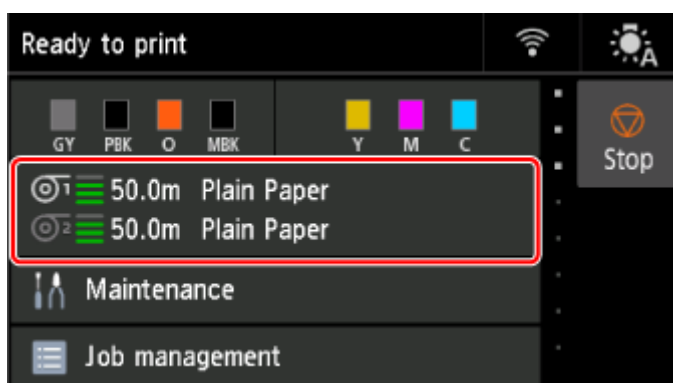 Ready to print
A
GY PBK O MBK Y M C
Stop
1 50.0m Plain Paper
2 50.0m Plain Paper
Maintenance
Job management